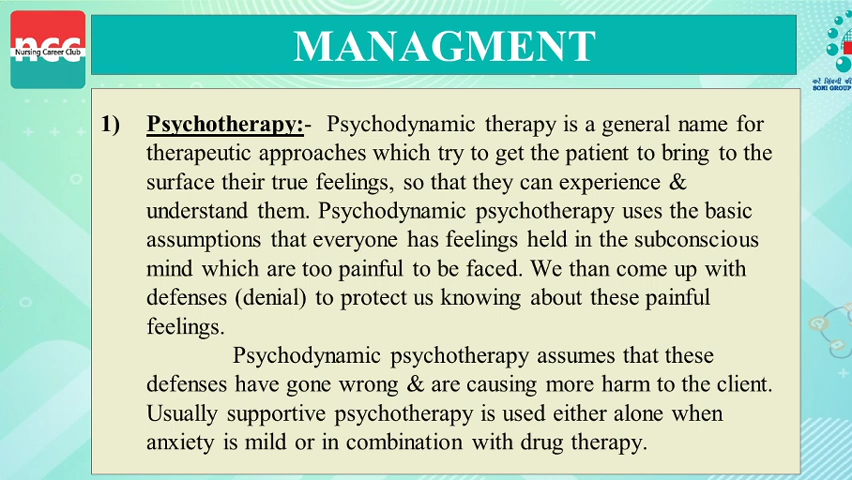 ncc
Nursing Career Club
MANAGMENT
SONI GROUP
1) Psychotherapy:- Psychodynamic therapy is a general name for
therapeutic approaches which try to get the patient to bring to the
surface their true feelings, so that they can experience &
understand them. Psychodynamic psychotherapy uses the basic
assumptions that everyone has feelings held in the subconscious
mind which are too painful to be faced. We than come up with
defenses (denial) to protect us knowing about these painful
feelings.
Psychodynamic psychotherapy assumes that these
defenses have gone wrong & are causing more harm to the client.
Usually supportive psychotherapy is used either alone when
anxiety is mild or in combination with drug therapy.